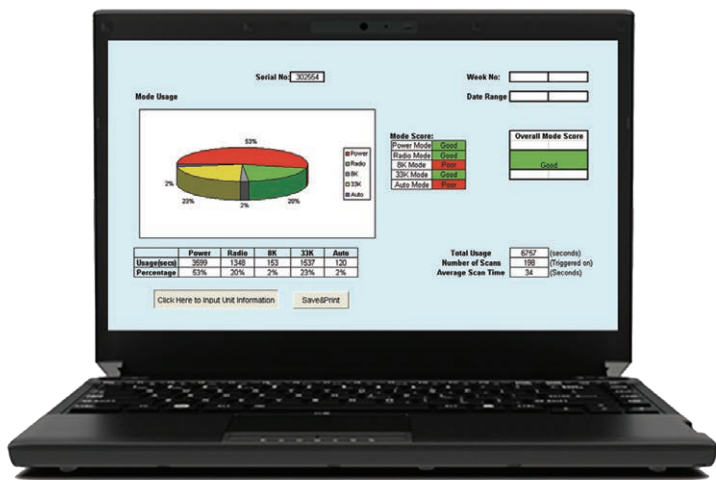 Serial No: 302554
Week No:
Date Range
Mode Usage
53%
2%
23%
2%
20%
Power
Radio
8K
33K
Auto
Mode Score:
Power Mode Good
Radio Mode Good
8K Mode Poor
33K Mode Good
Auto Mode Poor
Overall Mode Score
Good
Power Radio 8K 33K Auto
Usage(secs) 3599 1348 153 1537 120
Percentage 53% 20% 2% 23% 2%
Total Usage 6757 (seconds)
Number of Scans 198 (Triggered on)
Average Scan Time 34 (Seconds)
Click Here to Input Unit Information
Save&Print